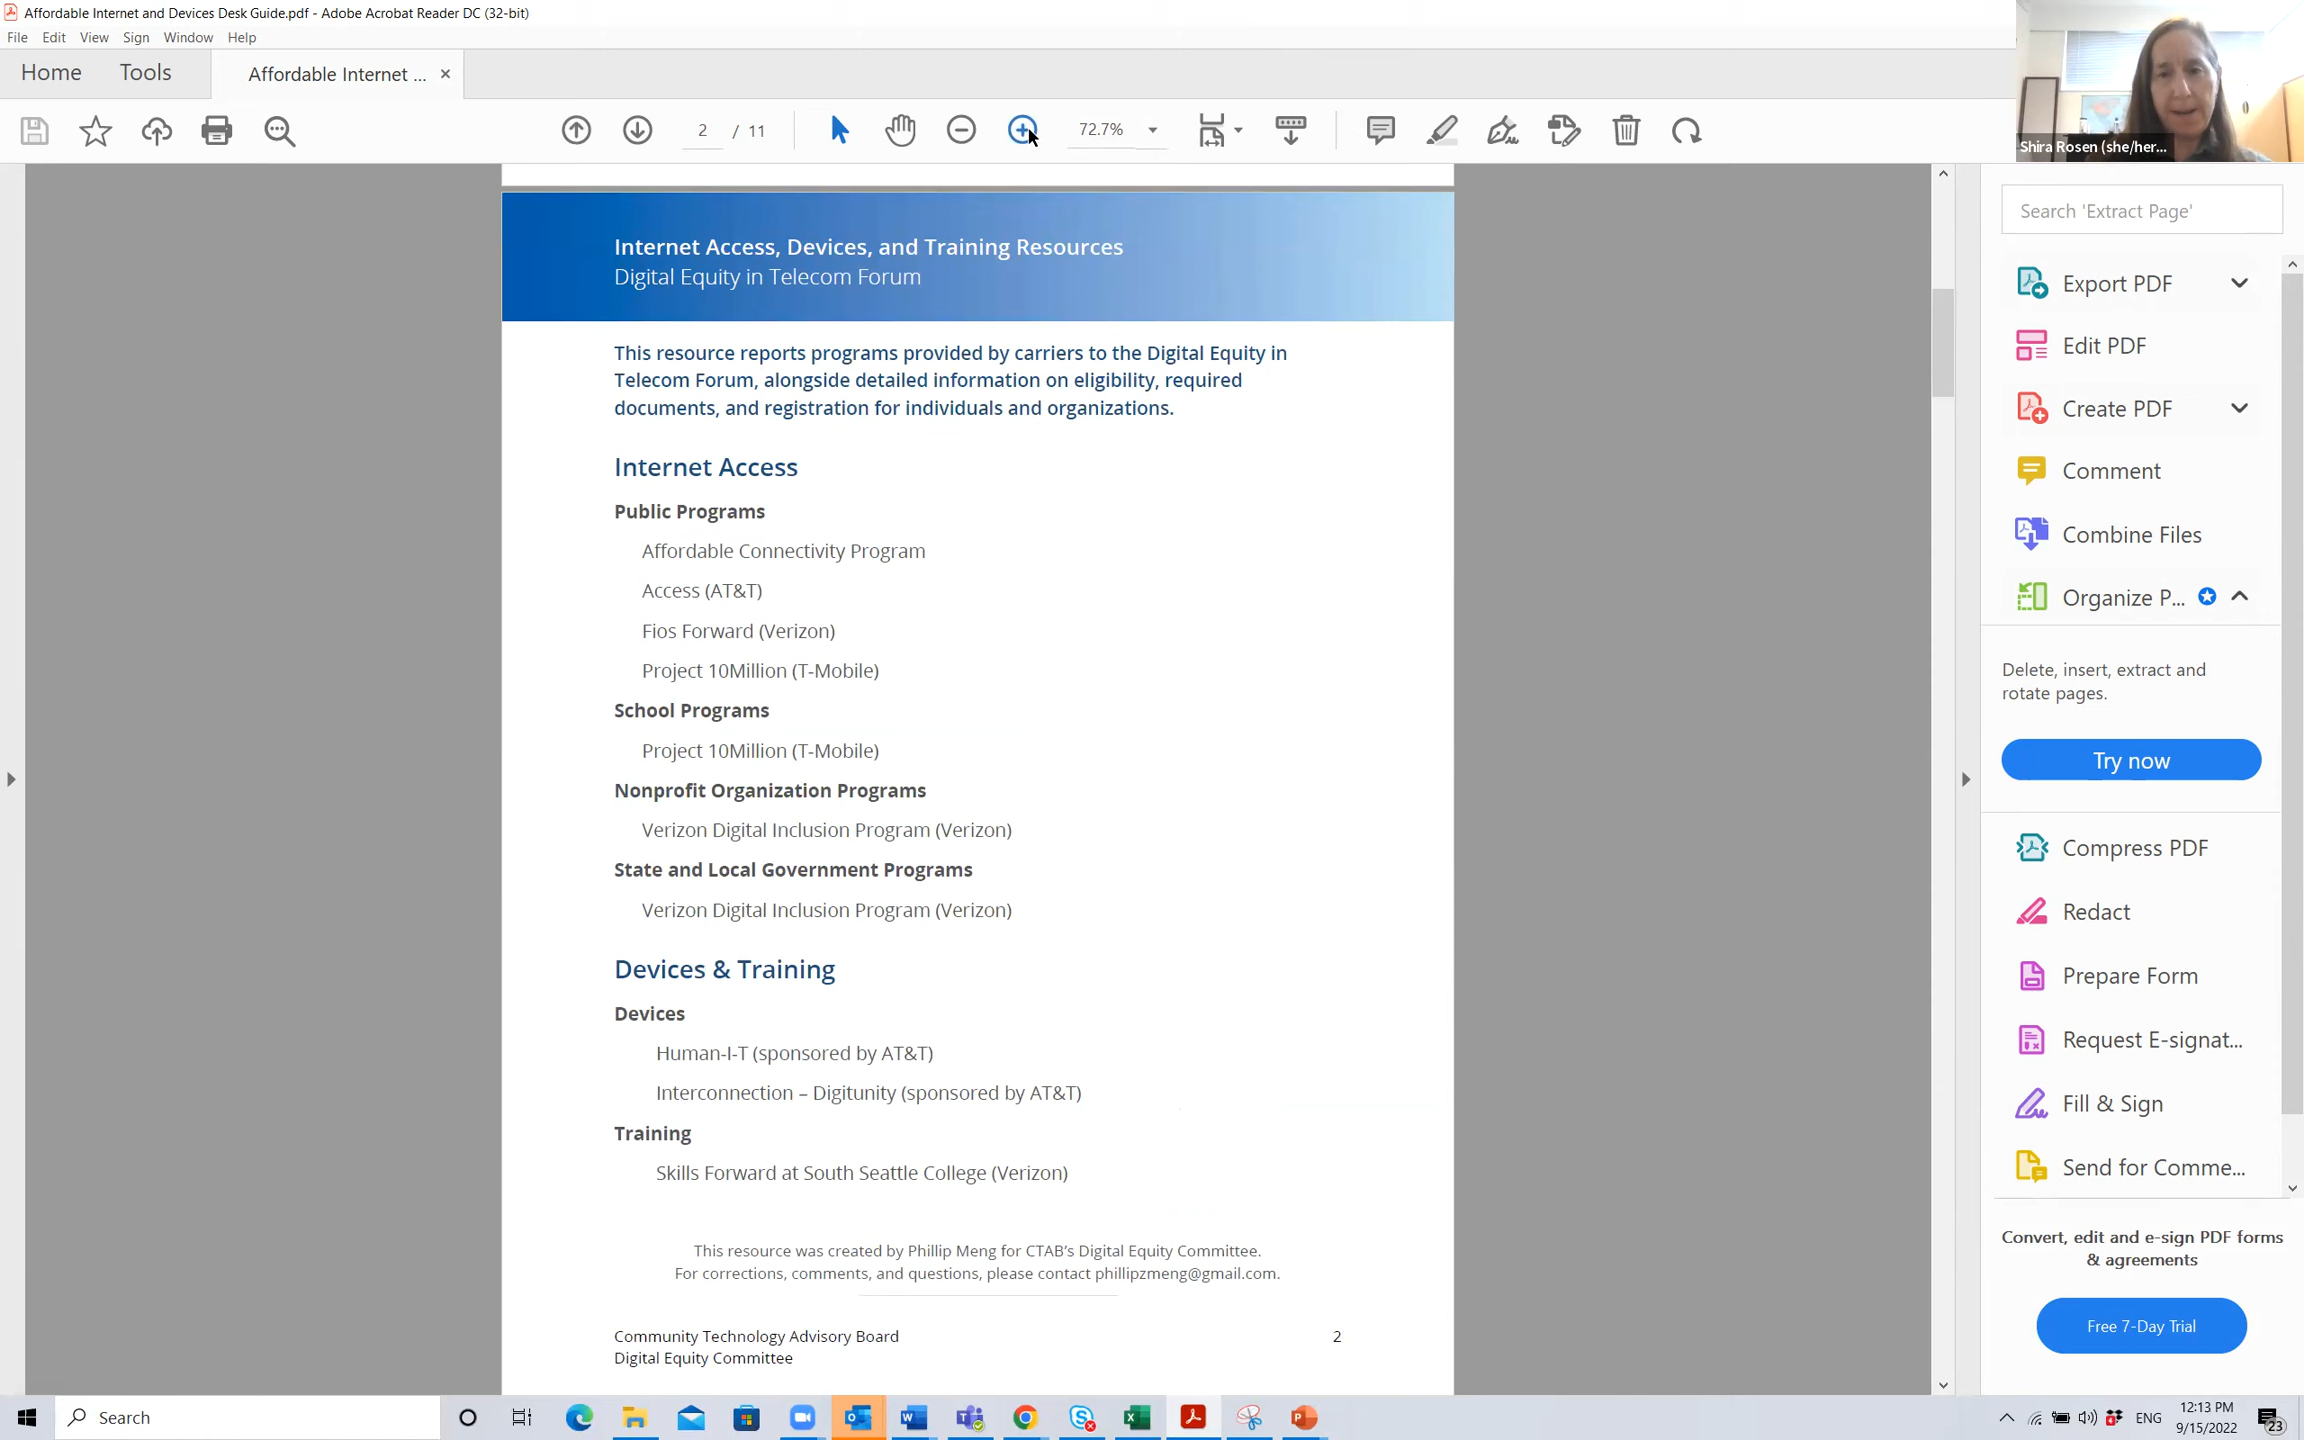 Affordable Internet and Devices Desk Guide.pdf - Adobe Acrobat Reader DC (32-bit)
File Edit View Sign Window Help
Home Tools Affordable Internet ... ×
2 / 11 72.7%
Shira Rosen (she/her...
Search 'Extract Page'
Internet Access, Devices, and Training Resources
Digital Equity in Telecom Forum
This resource reports programs provided by carriers to the Digital Equity in
Telecom Forum, alongside detailed information on eligibility, required
documents, and registration for individuals and organizations.
Internet Access
Public Programs
Affordable Connectivity Program
Access (AT&T)
Fios Forward (Verizon)
Project 10Million (T-Mobile)
School Programs
Project 10Million (T-Mobile)
Nonprofit Organization Programs
Verizon Digital Inclusion Program (Verizon)
State and Local Government Programs
Verizon Digital Inclusion Program (Verizon)
Devices & Training
Devices
Human-I-T (sponsored by AT&T)
Interconnection – Digitunity (sponsored by AT&T)
Training
Skills Forward at South Seattle College (Verizon)
This resource was created by Phillip Meng for CTAB's Digital Equity Committee.
For corrections, comments, and questions, please contact phillipzmeng@gmail.com.
Community Technology Advisory Board 2
Digital Equity Committee
Export PDF
Edit PDF
Create PDF
Comment
Combine Files
Organize P...
Delete, insert, extract and
rotate pages.
Try now
Compress PDF
Redact
Prepare Form
Request E-signat...
Fill & Sign
Send for Comme...
Convert, edit and e-sign PDF forms
& agreements
Free 7-Day Trial
Search
ENG
12:13 PM
9/15/2022
23